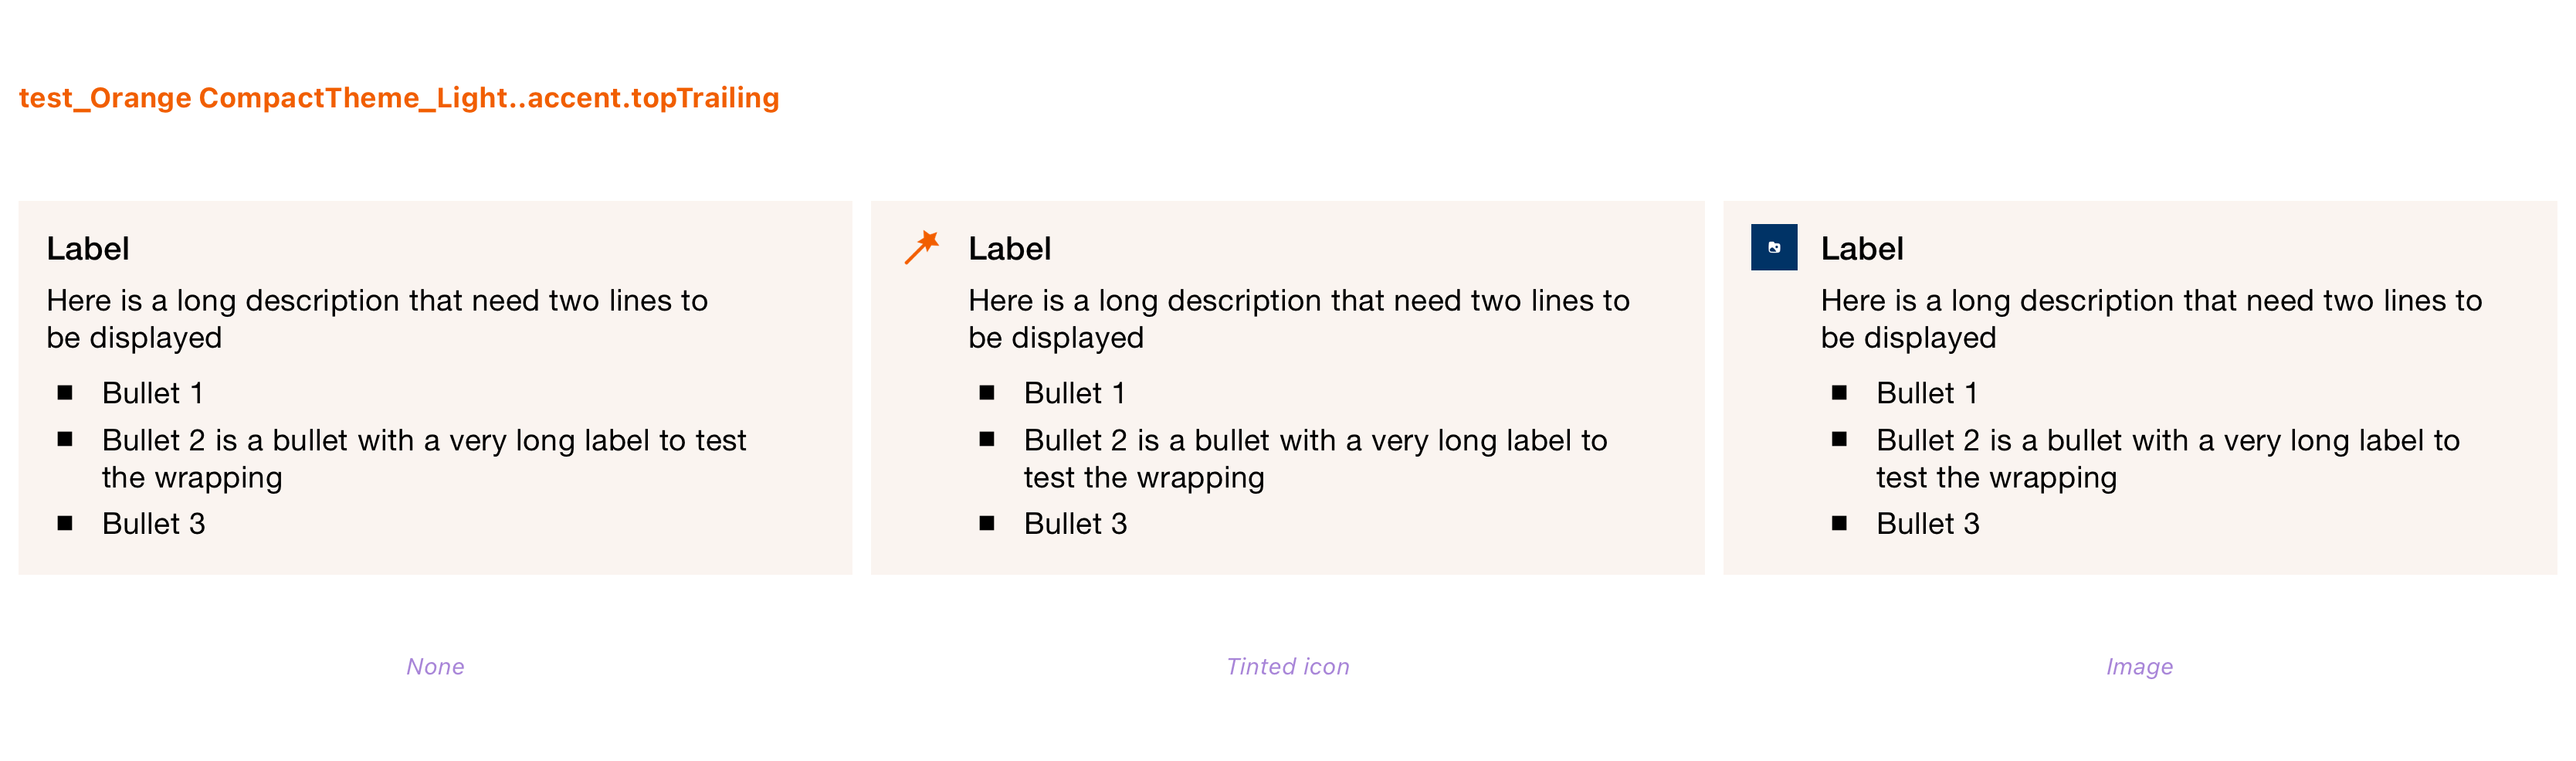 test_Orange CompactTheme_Light..accent.topTrailing
Label
Here is a long description that need two lines to
be displayed
■ Bullet 1
■ Bullet 2 is a bullet with a very long label to test
the wrapping
■ Bullet 3
None
Label
Here is a long description that need two lines to
be displayed
■ Bullet 1
■ Bullet 2 is a bullet with a very long label to
test the wrapping
■ Bullet 3
Tinted icon
Label
Here is a long description that need two lines to
be displayed
■ Bullet 1
■ Bullet 2 is a bullet with a very long label to
test the wrapping
■ Bullet 3
Image